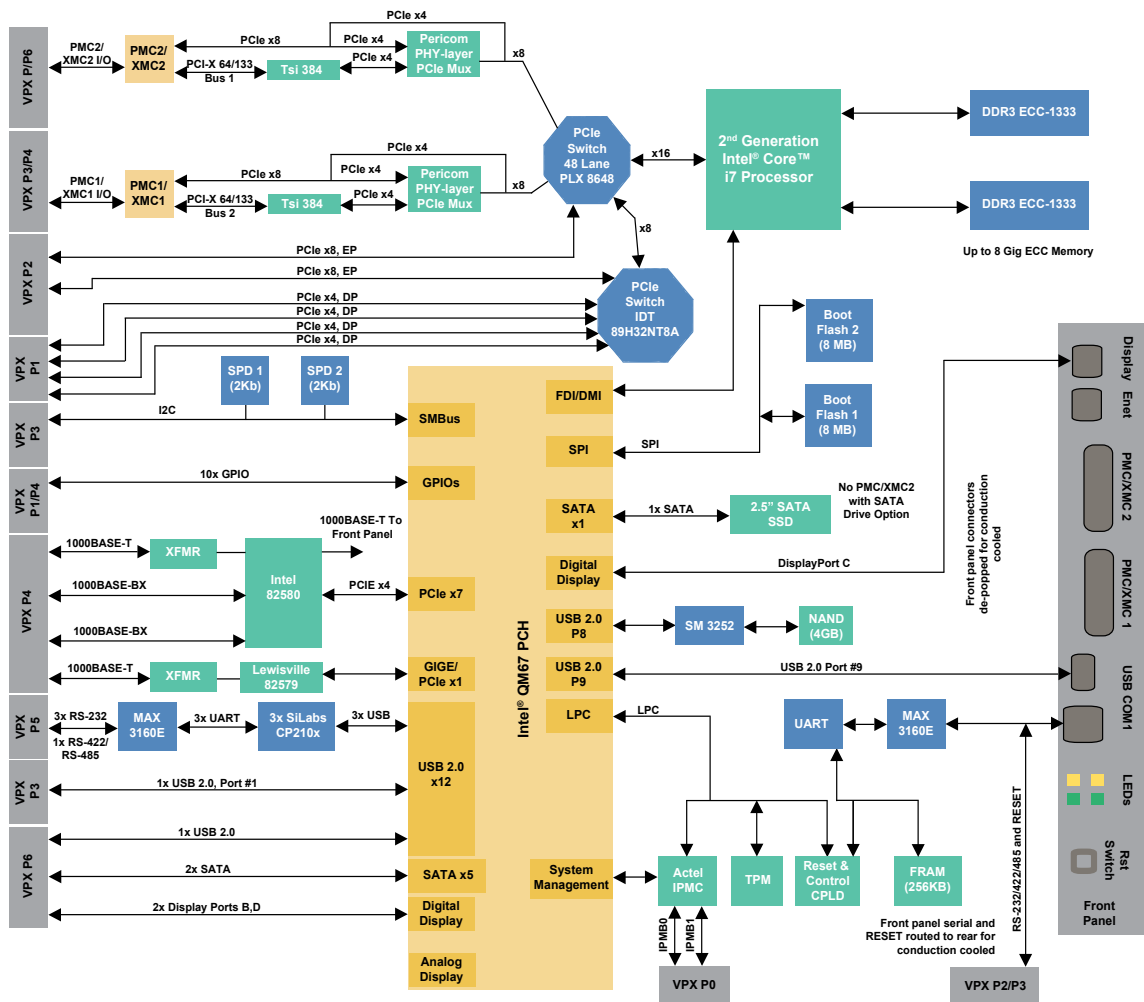 PCIe x4
VPX P/P6
PMC2/
XMC2 I/O
PMC2/
XMC2
PCIe x8
PCIe x4
PCI-X 64/133
Bus 1
Tsi 384
PCIe x4
Pericom
PHY-layer
PCIe Mux
x8
VPX P3/P4
PMC1/
XMC1 I/O
PMC1/
XMC1
PCIe x4
PCIe x8
PCIe x4
PCI-X 64/133
Bus 2
Tsi 384
PCIe x4
Pericom
PHY-layer
PCIe Mux
x8
PCIe
Switch
48 Lane
PLX 8648
x16
2nd Generation
Intel® Core™
i7 Processor
DDR3 ECC-1333
DDR3 ECC-1333
Up to 8 Gig ECC Memory
x8
VPX P2
PCIe x8, EP
PCIe x8, EP
PCIe
Switch
IDT
89H32NT8A
VPX
P1
PCIe x4, DP
PCIe x4, DP
PCIe x4, DP
PCIe x4, DP
SPD 1
(2Kb)
SPD 2
(2Kb)
VPX
P3
I2C
SMBus
VPX
P1/P4
10x GPIO
GPIOs
VPX P4
1000BASE-T
XFMR
1000BASE-T To
Front Panel
Intel
82580
1000BASE-BX
PCIE x4
PCIe x7
1000BASE-BX
1000BASE-T
XFMR
Lewisville
82579
GIGE/
PCIe x1
VPX
P5
3x RS-232
1x RS-422/
RS-485
MAX
3160E
3x UART
3x SiLabs
CP210x
3x USB
USB 2.0
x12
VPX
P3
1x USB 2.0, Port #1
VPX P6
1x USB 2.0
2x SATA
SATA x5
2x Display Ports B,D
Digital
Display
Analog
Display
Intel® QM67 PCH
FDI/DMI
SPI
SPI
Boot
Flash 2
(8 MB)
Boot
Flash 1
(8 MB)
SATA
x1
1x SATA
2.5” SATA
SSD
No PMC/XMC2
with SATA
Drive Option
Digital
Display
DisplayPort C
USB 2.0
P8
SM 3252
NAND
(4GB)
USB 2.0
P9
USB 2.0 Port #9
LPC
LPC
UART
MAX
3160E
System
Management
Actel
IPMC
TPM
Reset &
Control
CPLD
FRAM
(256KB)
IPMB0
IPMB1
VPX P0
Front panel serial and
RESET routed to rear for
conduction cooled
RS-232/422/485 and RESET
VPX P2/P3
Front panel connectors
de-popped for conduction
cooled
Display
Enet
PMC/XMC 2
PMC/XMC 1
USB COM1
LEDs
Rst
Switch
Front
Panel